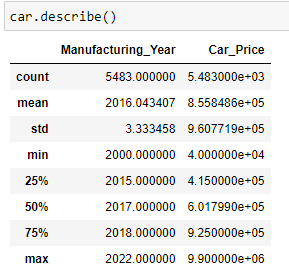 car.describe()
Manufacturing_Year Car_Price
count 5483.000000 5.483000e+03
mean 2016.043407 8.558486e+05
std 3.333458 9.607719e+05
min 2000.000000 4.000000e+04
25% 2015.000000 4.150000e+05
50% 2017.000000 6.017990e+05
75% 2018.000000 9.250000e+05
max 2022.000000 9.900000e+06